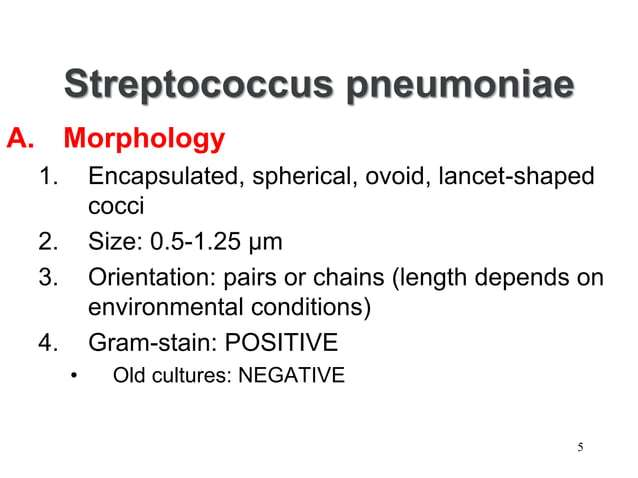 Streptococcus pneumoniae
A. Morphology
1. Encapsulated, spherical, ovoid, lancet-shaped
cocci
2. Size: 0.5-1.25 µm
3. Orientation: pairs or chains (length depends on
environmental conditions)
4. Gram-stain: POSITIVE
• Old cultures: NEGATIVE
5